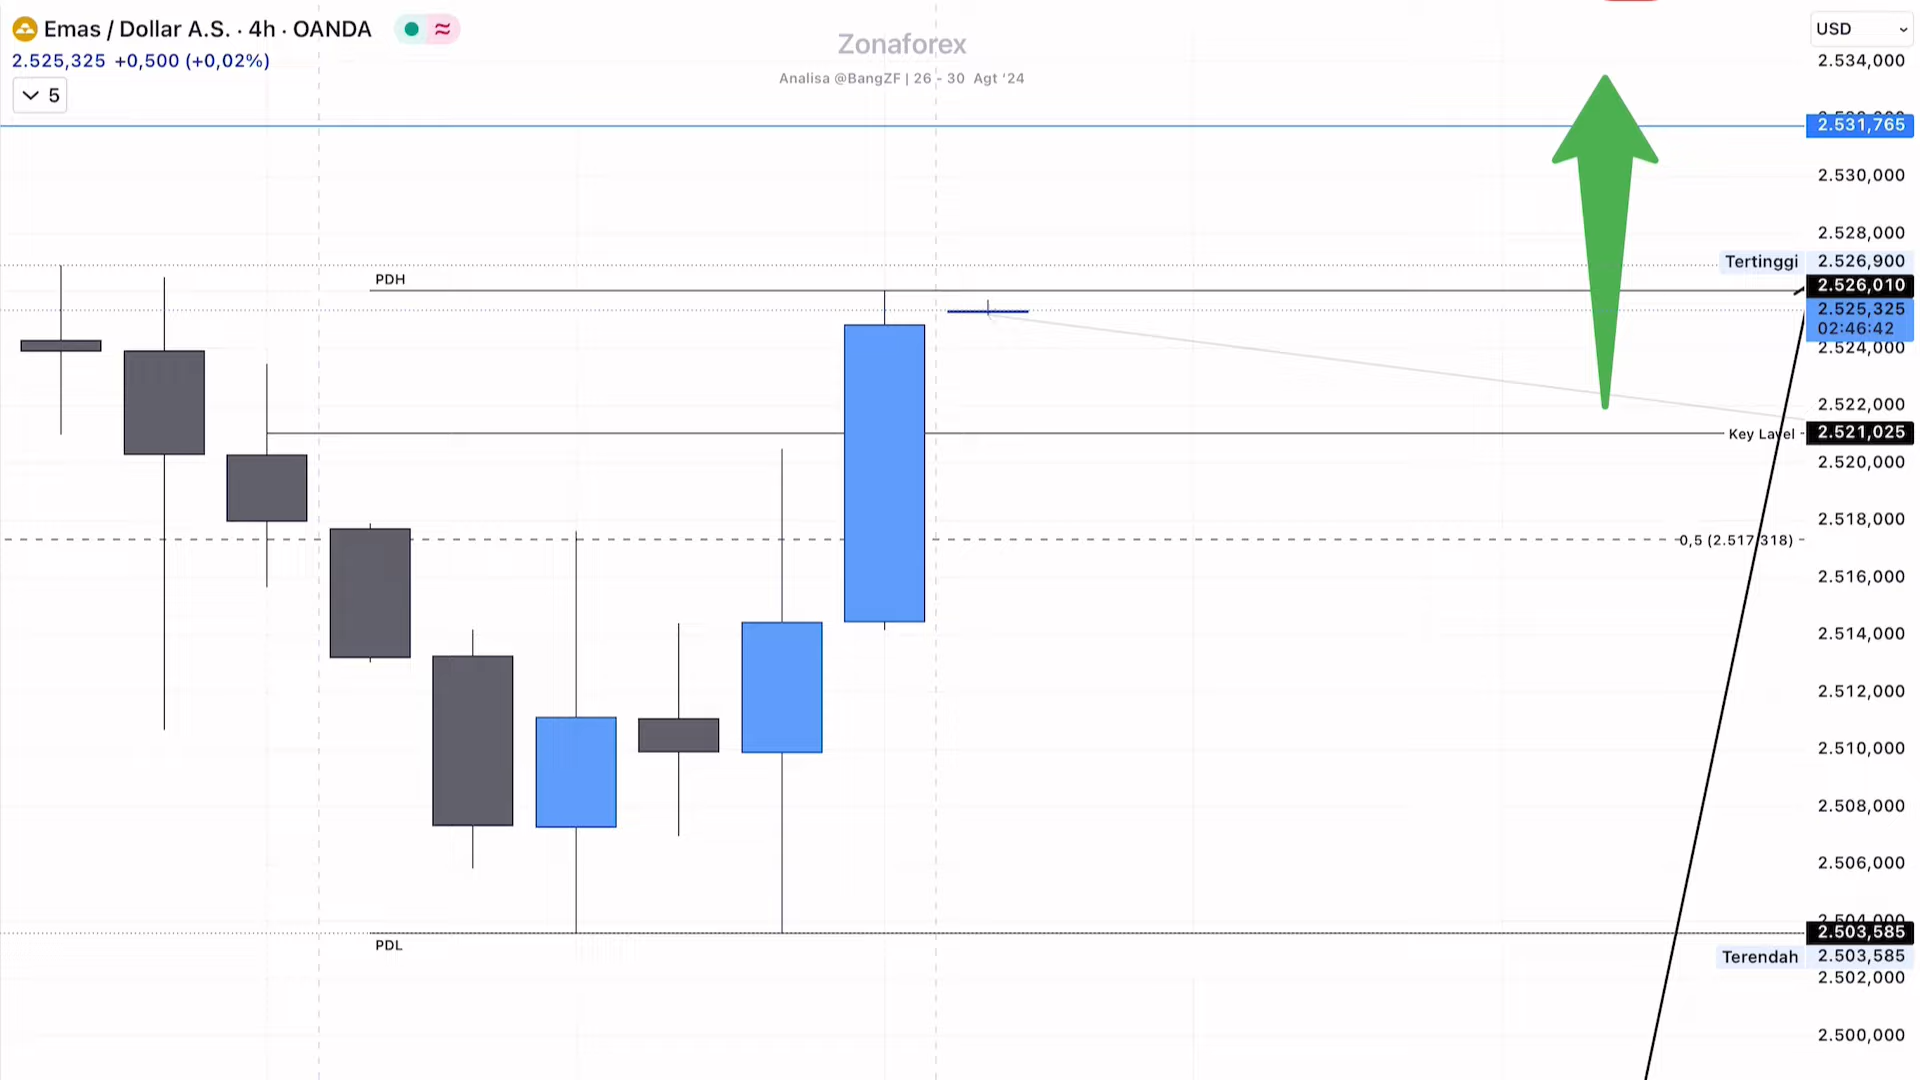 Emas / Dollar A.S. · 4h · OANDA
2.525,325 +0,500 (+0,02%)
5
Zonaforex
Analisa @BangZF | 26 - 30 Agt '24
USD
2.534,000
2.531,765
2.530,000
2.528,000
Tertinggi 2.526,900
PDH
2.526,010
2.525,325
02:46:42
2.524,000
2.522,000
Key Lavel 2.521,025
2.520,000
2.518,000
0,5 (2.517,318)
2.516,000
2.514,000
2.512,000
2.510,000
2.508,000
2.506,000
2.504,000
2.503,585
PDL
Terendah 2.503,585
2.502,000
2.500,000